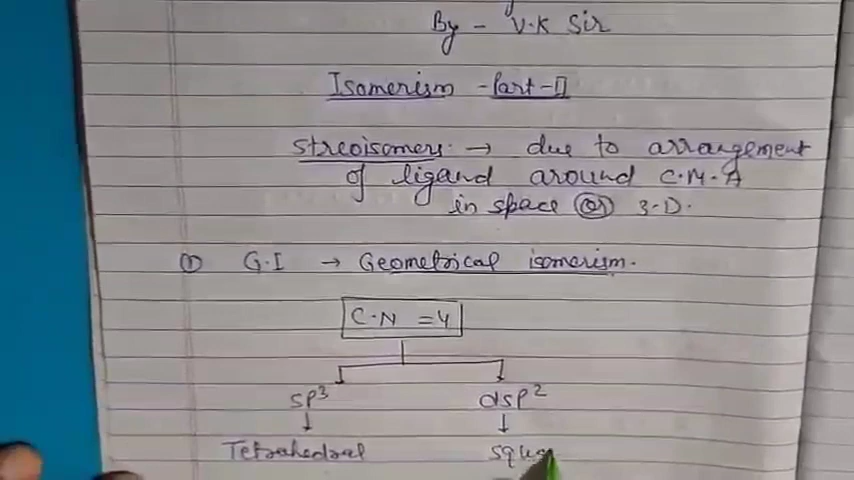 By - V.K Sir
Isomerism - Part-II
streoisomers: → due to arrangement
of ligand around C.M.A
in space or 3-D.
① G.I → Geometrical isomerism.
C.N = 4
sp³ dsp²
Tetrahedral squa